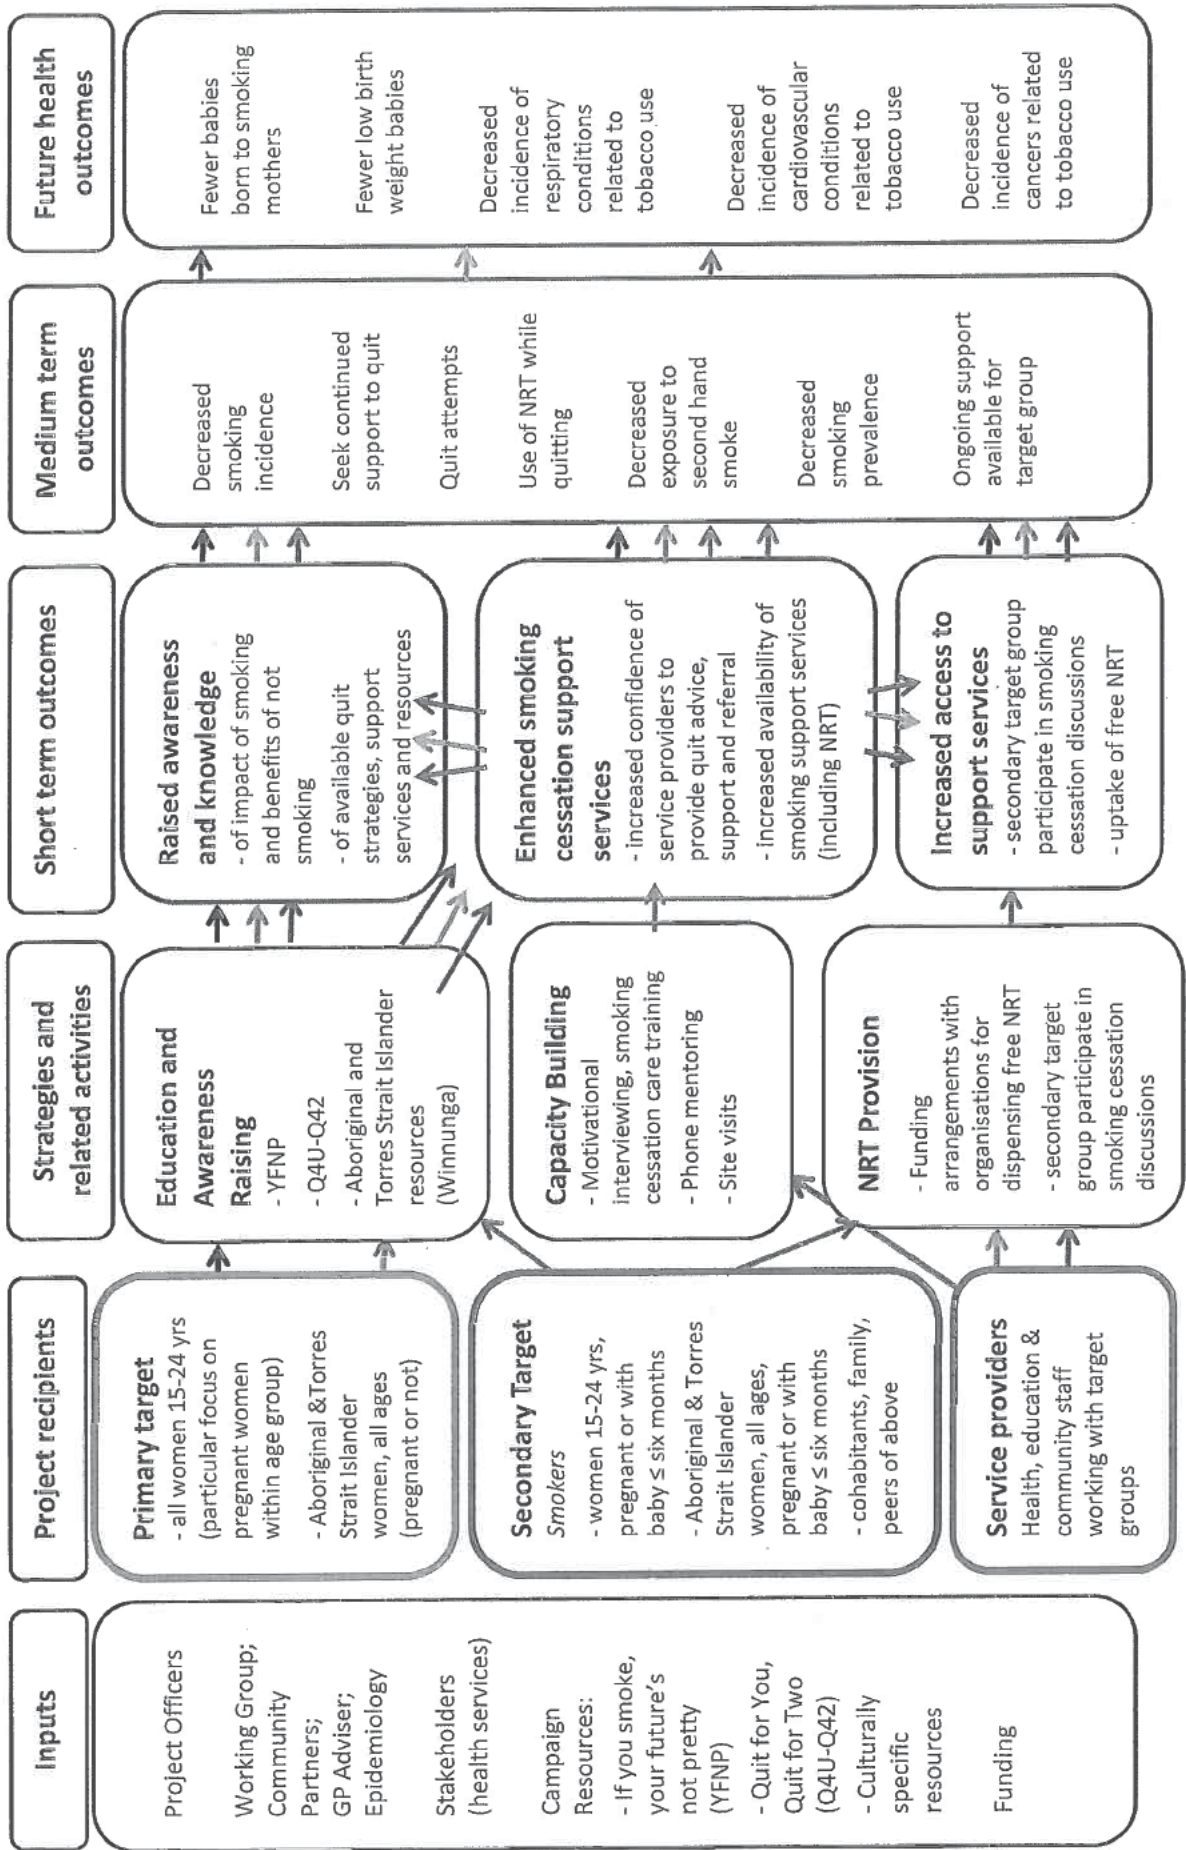 Inputs
Project Officers
Working Group;
Community
Partners;
GP Adviser;
Epidemiology
Stakeholders
(health services)
Campaign
Resources:
- If you smoke,
your future's
not pretty
(YFNP)
- Quit for You,
Quit for Two
(Q4U-Q42)
- Culturally
specific
resources
Funding
Project recipients
Primary target
- all women 15-24 yrs
(particular focus on
pregnant women
within age group)
- Aboriginal &Torres
Strait Islander
women, all ages
(pregnant or not)
Secondary Target
Smokers
- women 15-24 yrs,
pregnant or with
baby ≤ six months
- Aboriginal & Torres
Strait Islander
women, all ages,
pregnant or with
baby ≤ six months
- cohabitants, family,
peers of above
Service providers
Health, education &
community staff
working with target
groups
Strategies and
related activities
Education and
Awareness
Raising
- YFNP
- Q4U-Q42
- Aboriginal and
Torres Strait Islander
resources
(Winnunga)
Capacity Building
- Motivational
interviewing, smoking
cessation care training
- Phone mentoring
- Site visits
NRT Provision
- Funding
arrangements with
organisations for
dispensing free NRT
- secondary target
group participate in
smoking cessation
discussions
Short term outcomes
Raised awareness
and knowledge
- of impact of smoking
and benefits of not
smoking
- of available quit
strategies, support
services and resources
Enhanced smoking
cessation support
services
- increased confidence of
service providers to
provide quit advice,
support and referral
- increased availability of
smoking support services
(including NRT)
Increased access to
support services
- secondary target group
participate in smoking
cessation discussions
- uptake of free NRT
Medium term
outcomes
Decreased
smoking
incidence
Seek continued
support to quit
Quit attempts
Use of NRT while
quitting
Decreased
exposure to
second hand
smoke
Decreased
smoking
prevalence
Ongoing support
available for
target group
Future health
outcomes
Fewer babies
born to smoking
mothers
Fewer low birth
weight babies
Decreased
incidence of
respiratory
conditions
related to
tobacco use
Decreased
incidence of
cardiovascular
conditions
related to
tobacco use
Decreased
incidence of
cancers related
to tobacco use